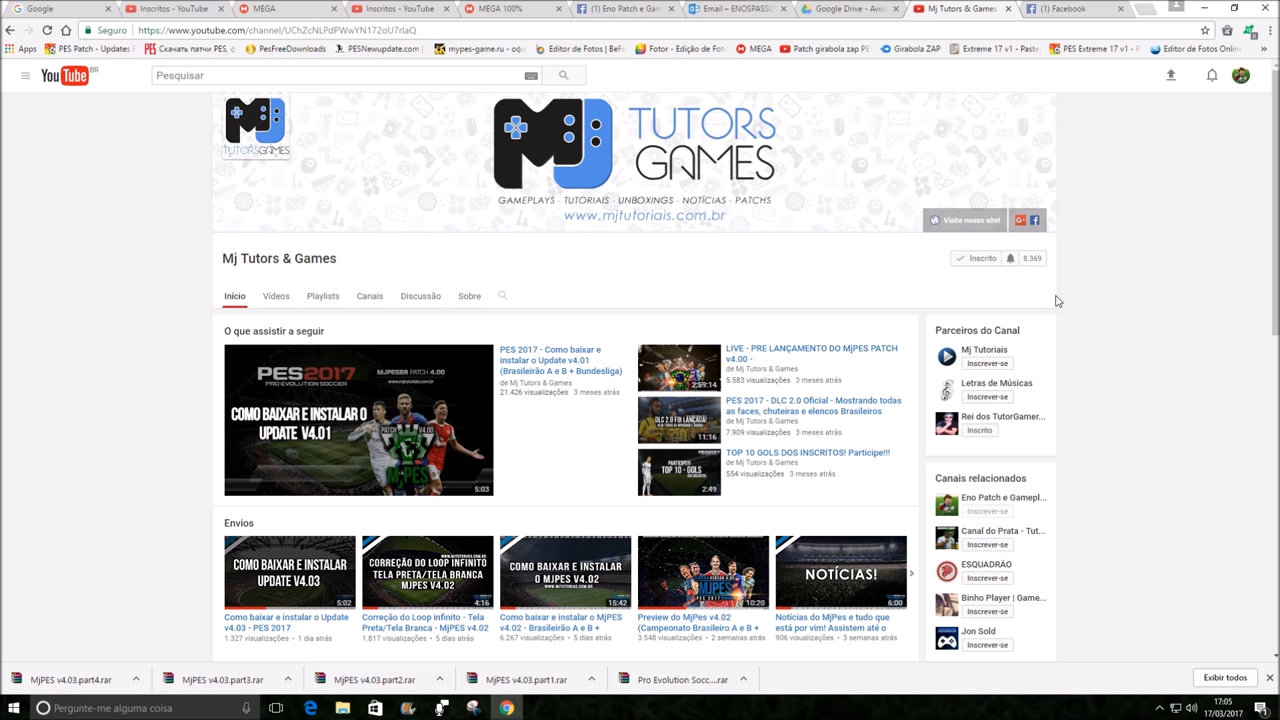 Google
Inscritos - YouTube
MEGA
Inscritos - YouTube
MEGA 100%
Eno Patch e Gam
Email – ENOSPASSO
Google Drive - Aviso
Mj Tutors & Games
Facebook
Seguro
https://www.youtube.com/channel/UChZcNLPdPWwYN172oU7rIaQ
Apps
PES Patch - Updates F
Скачать патчи PES, о
PesFreeDownloads
PESNewupdate.com
mypes-game.ru - оф
Editor de Fotos | BeFu
Fotor - Edição de Fot
MEGA
Patch girabola zap PE
Girabola ZAP
Extreme 17 v1 - Paste
PES Extreme 17 v1 -
Editor de Fotos Onlin
YouTube BR
Pesquisar
TUTORSGAMES
TUTORS
GAMES
GAMEPLAYS · TUTORIAIS · UNBOXINGS · NOTÍCIAS · PATCHS
www.mjtutoriais.com.br
Visite nosso site!
Mj Tutors & Games
Inscrito
8.369
Início
Vídeos
Playlists
Canais
Discussão
Sobre
O que assistir a seguir
PES2017
PRO EVOLUTION SOCCER
MJPESBR PATCH 4.00
COMO BAIXAR E INSTALAR O
UPDATE V4.01
5:03
PES 2017 - Como baixar e
instalar o Update v4.01
(Brasileirão A e B + Bundesliga)
de Mj Tutors & Games
21.426 visualizações
3 meses atrás
2:59:14
LIVE - PRE LANÇAMENTO DO MjPES PATCH
v4.00 -
de Mj Tutors & Games
5.583 visualizações
3 meses atrás
DLC 2.0 FOI LANÇADA!
11:16
PES 2017 - DLC 2.0 Oficial - Mostrando todas
as faces, chuteiras e elencos Brasileiros
de Mj Tutors & Games
7.909 visualizações
3 meses atrás
PARTICIPE!!!
TOP 10 - GOLS
2:49
TOP 10 GOLS DOS INSCRITOS! Participe!!!
de Mj Tutors & Games
554 visualizações
3 meses atrás
Envios
COMO BAIXAR E INSTALAR
UPDATE V4.03
5:02
Como baixar e instalar o Update
v4.03 - PES 2017
1.327 visualizações • 1 dia atrás
CORREÇÃO DO LOOP INFINITO
TELA PRETA/TELA BRANCA
MJPES V4.02
4:16
Correção do Loop infinito - Tela
Preta/Tela Branca - MjPES v4.02
1.817 visualizações • 5 dias atrás
COMO BAIXAR E INSTALAR
O MJPES V4.02
15:42
Como baixar e instalar o MjPES
v4.02 - Brasileirão A e B +
6.267 visualizações • 5 dias atrás
MJPES
PES 2017
10:20
Preview do MjPes v4.02
(Campeonato Brasileiro A e B +
3.548 visualizações • 2 semanas atrás
NOTÍCIAS!
6:00
Notícias do MjPes e tudo que
está por vim! Assistem até o
906 visualizações • 3 semanas atrás
Parceiros do Canal
Mj Tutoriais
Inscrever-se
Letras de Músicas
Inscrever-se
Rei dos TutorGamer...
Inscrito
Canais relacionados
Eno Patch e Gamepl...
Inscrever-se
Canal do Prata - Tut...
Inscrever-se
ESQUADRÃO
Inscrever-se
Binho Player | Game...
Inscrever-se
Jon Sold
Inscrever-se
MjPES v4.03.part4.rar
MjPES v4.03.part3.rar
MjPES v4.03.part2.rar
MjPES v4.03.part1.rar
Pro Evolution Socc....rar
Exibir todos
Pergunte-me alguma coisa
17:05
17/03/2017